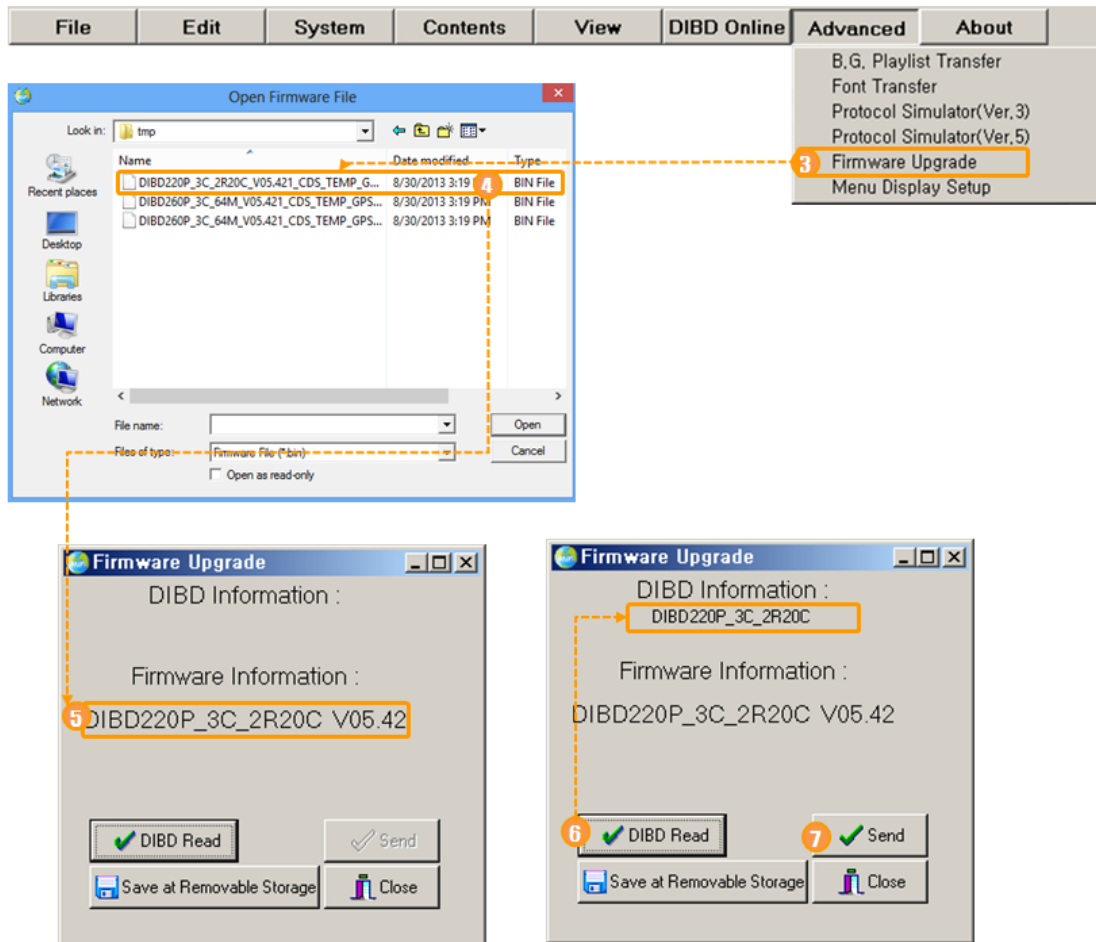 File Edit System Contents View DIBD Online Advanced About
B.G. Playlist Transfer
Font Transfer
Protocol Simulator(Ver.3)
Protocol Simulator(Ver.5)
3 Firmware Upgrade
Menu Display Setup
Open Firmware File
Look in: tmp
Name Date modified Type
DIBD220P_3C_2R20C_V05.421_CDS_TEMP_G... 8/30/2013 3:19 4 BIN File
DIBD260P_3C_64M_V05.421_CDS_TEMP_GPS... 8/30/2013 3:19 PM BIN File
DIBD260P_3C_64M_V05.421_CDS_TEMP_GPS... 8/30/2013 3:19 PM BIN File
Recent places
Desktop
Libraries
Computer
Network
File name: Open
Files of type: Firmware File (*.bin) Cancel
Open as read-only
Firmware Upgrade
DIBD Information :
Firmware Information :
5 DIBD220P_3C_2R20C V05.42
DIBD Read Send
Save at Removable Storage Close
Firmware Upgrade
DIBD Information :
DIBD220P_3C_2R20C
Firmware Information :
DIBD220P_3C_2R20C V05.42
6 DIBD Read 7 Send
Save at Removable Storage Close